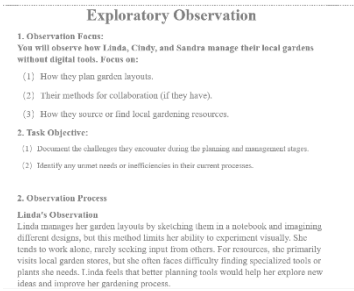 Exploratory Observation
1. Observation Focus:
You will observe how Linda, Cindy, and Sandra manage their local gardens
without digital tools. Focus on:
(1) How they plan garden layouts.
(2) Their methods for collaboration (if they have).
(3) How they source or find local gardening resources.
2. Task Objective:
(1) Document the challenges they encounter during the planning and management stages.
(2) Identify any unmet needs or inefficiencies in their current processes.
2. Observation Process
Linda's Observation
Linda manages her garden layouts by sketching them in a notebook and imagining
different designs, but this method limits her ability to experiment visually. She
tends to work alone, rarely seeking input from others. For resources, she primarily
visits local garden stores, but she often faces difficulty finding specialized tools or
plants she needs. Linda feels that better planning tools would help her explore new
ideas and improve her gardening process.